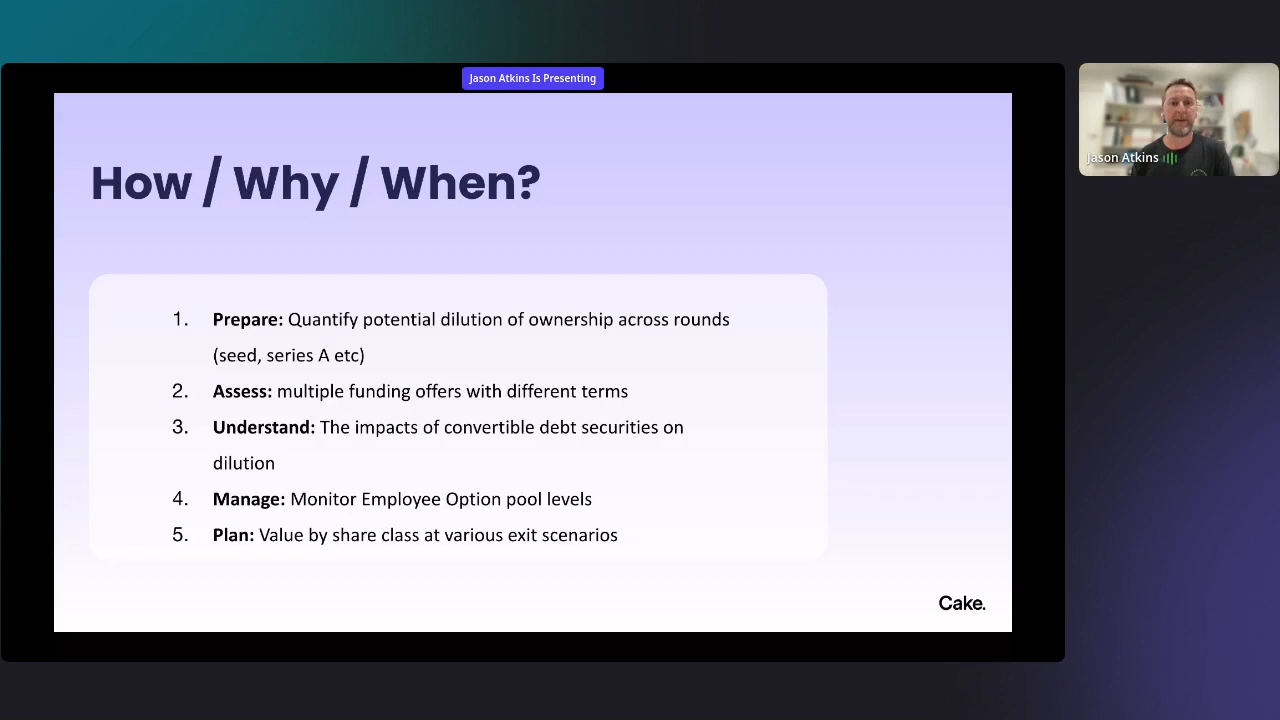 Jason Atkins Is Presenting
How / Why / When?
1. Prepare: Quantify potential dilution of ownership across rounds
(seed, series A etc)
2. Assess: multiple funding offers with different terms
3. Understand: The impacts of convertible debt securities on
dilution
4. Manage: Monitor Employee Option pool levels
5. Plan: Value by share class at various exit scenarios
Cake.
Jason Atkins